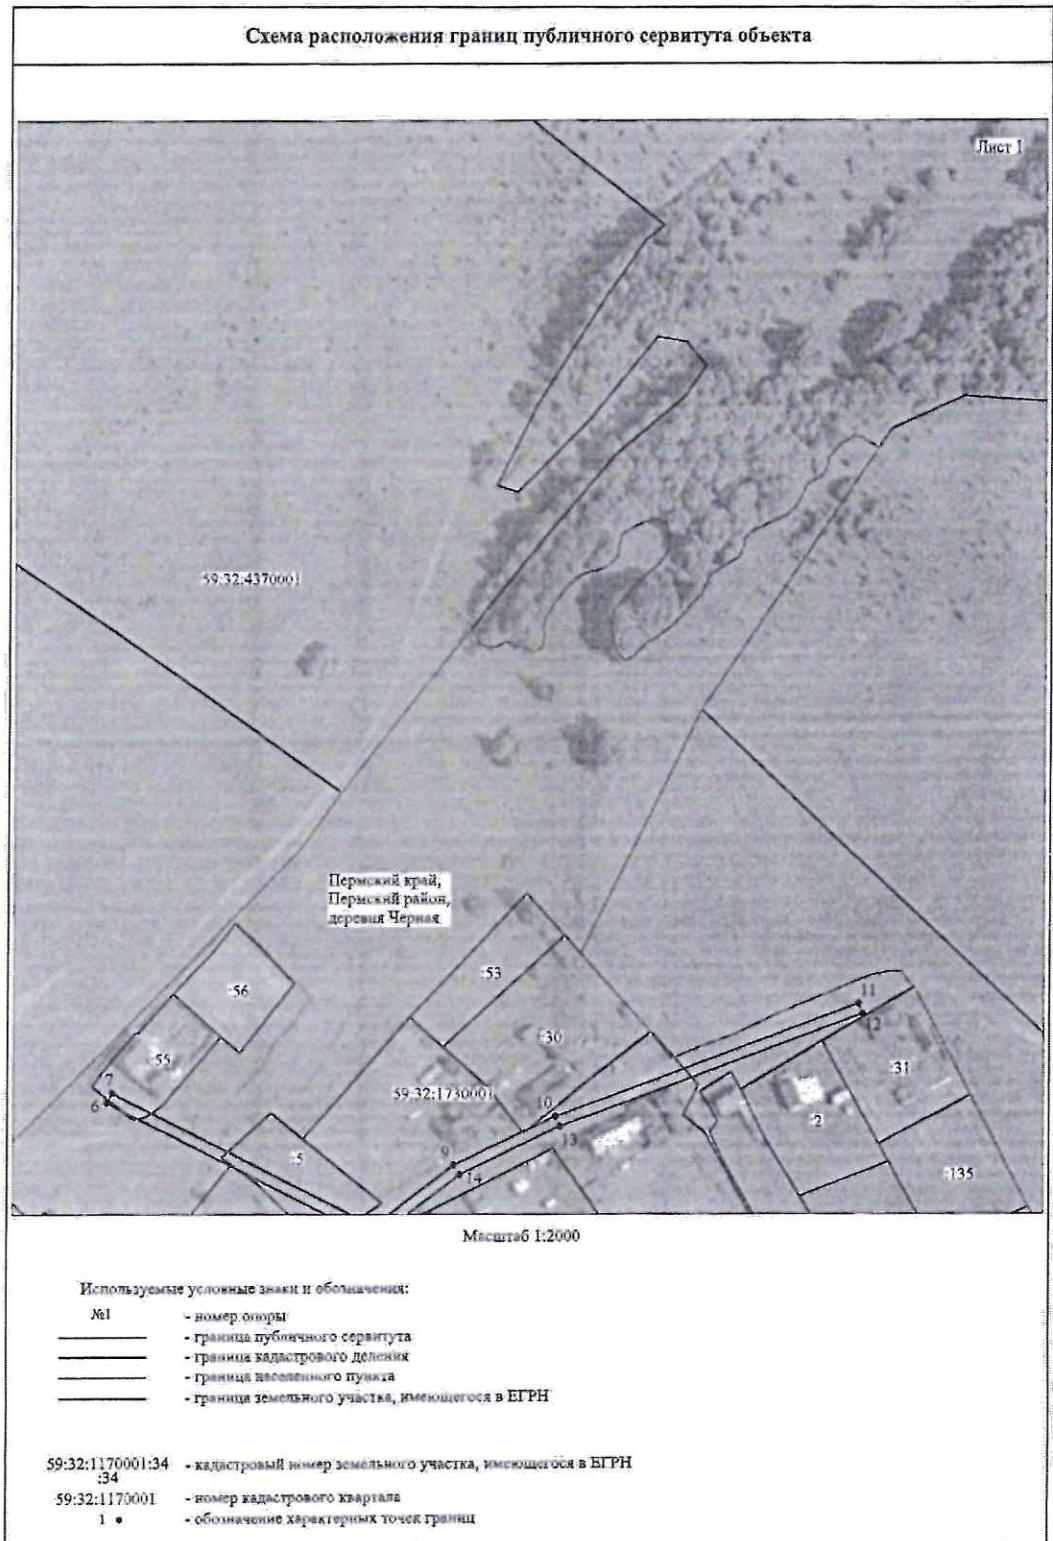 Схема расположения границ публичного сервитута объекта
Лист 1
59:32:4370001
Пермский край,
Пермский район,
деревня Черная
:53
:56
:30
:55
59:32:1730001
:5
:31
:2
:135
7
6
11
12
10
13
9
14
Масштаб 1:2000
Используемые условные знаки и обозначения:
№1 - номер опоры
- граница публичного сервитута
- граница кадастрового деления
- граница населенного пункта
- граница земельного участка, имеющегося в ЕГРН
59:32:1170001:34 - кадастровый номер земельного участка, имеющегося в ЕГРН
:34
59:32:1170001 - номер кадастрового квартала
1 • - обозначение характерных точек границ